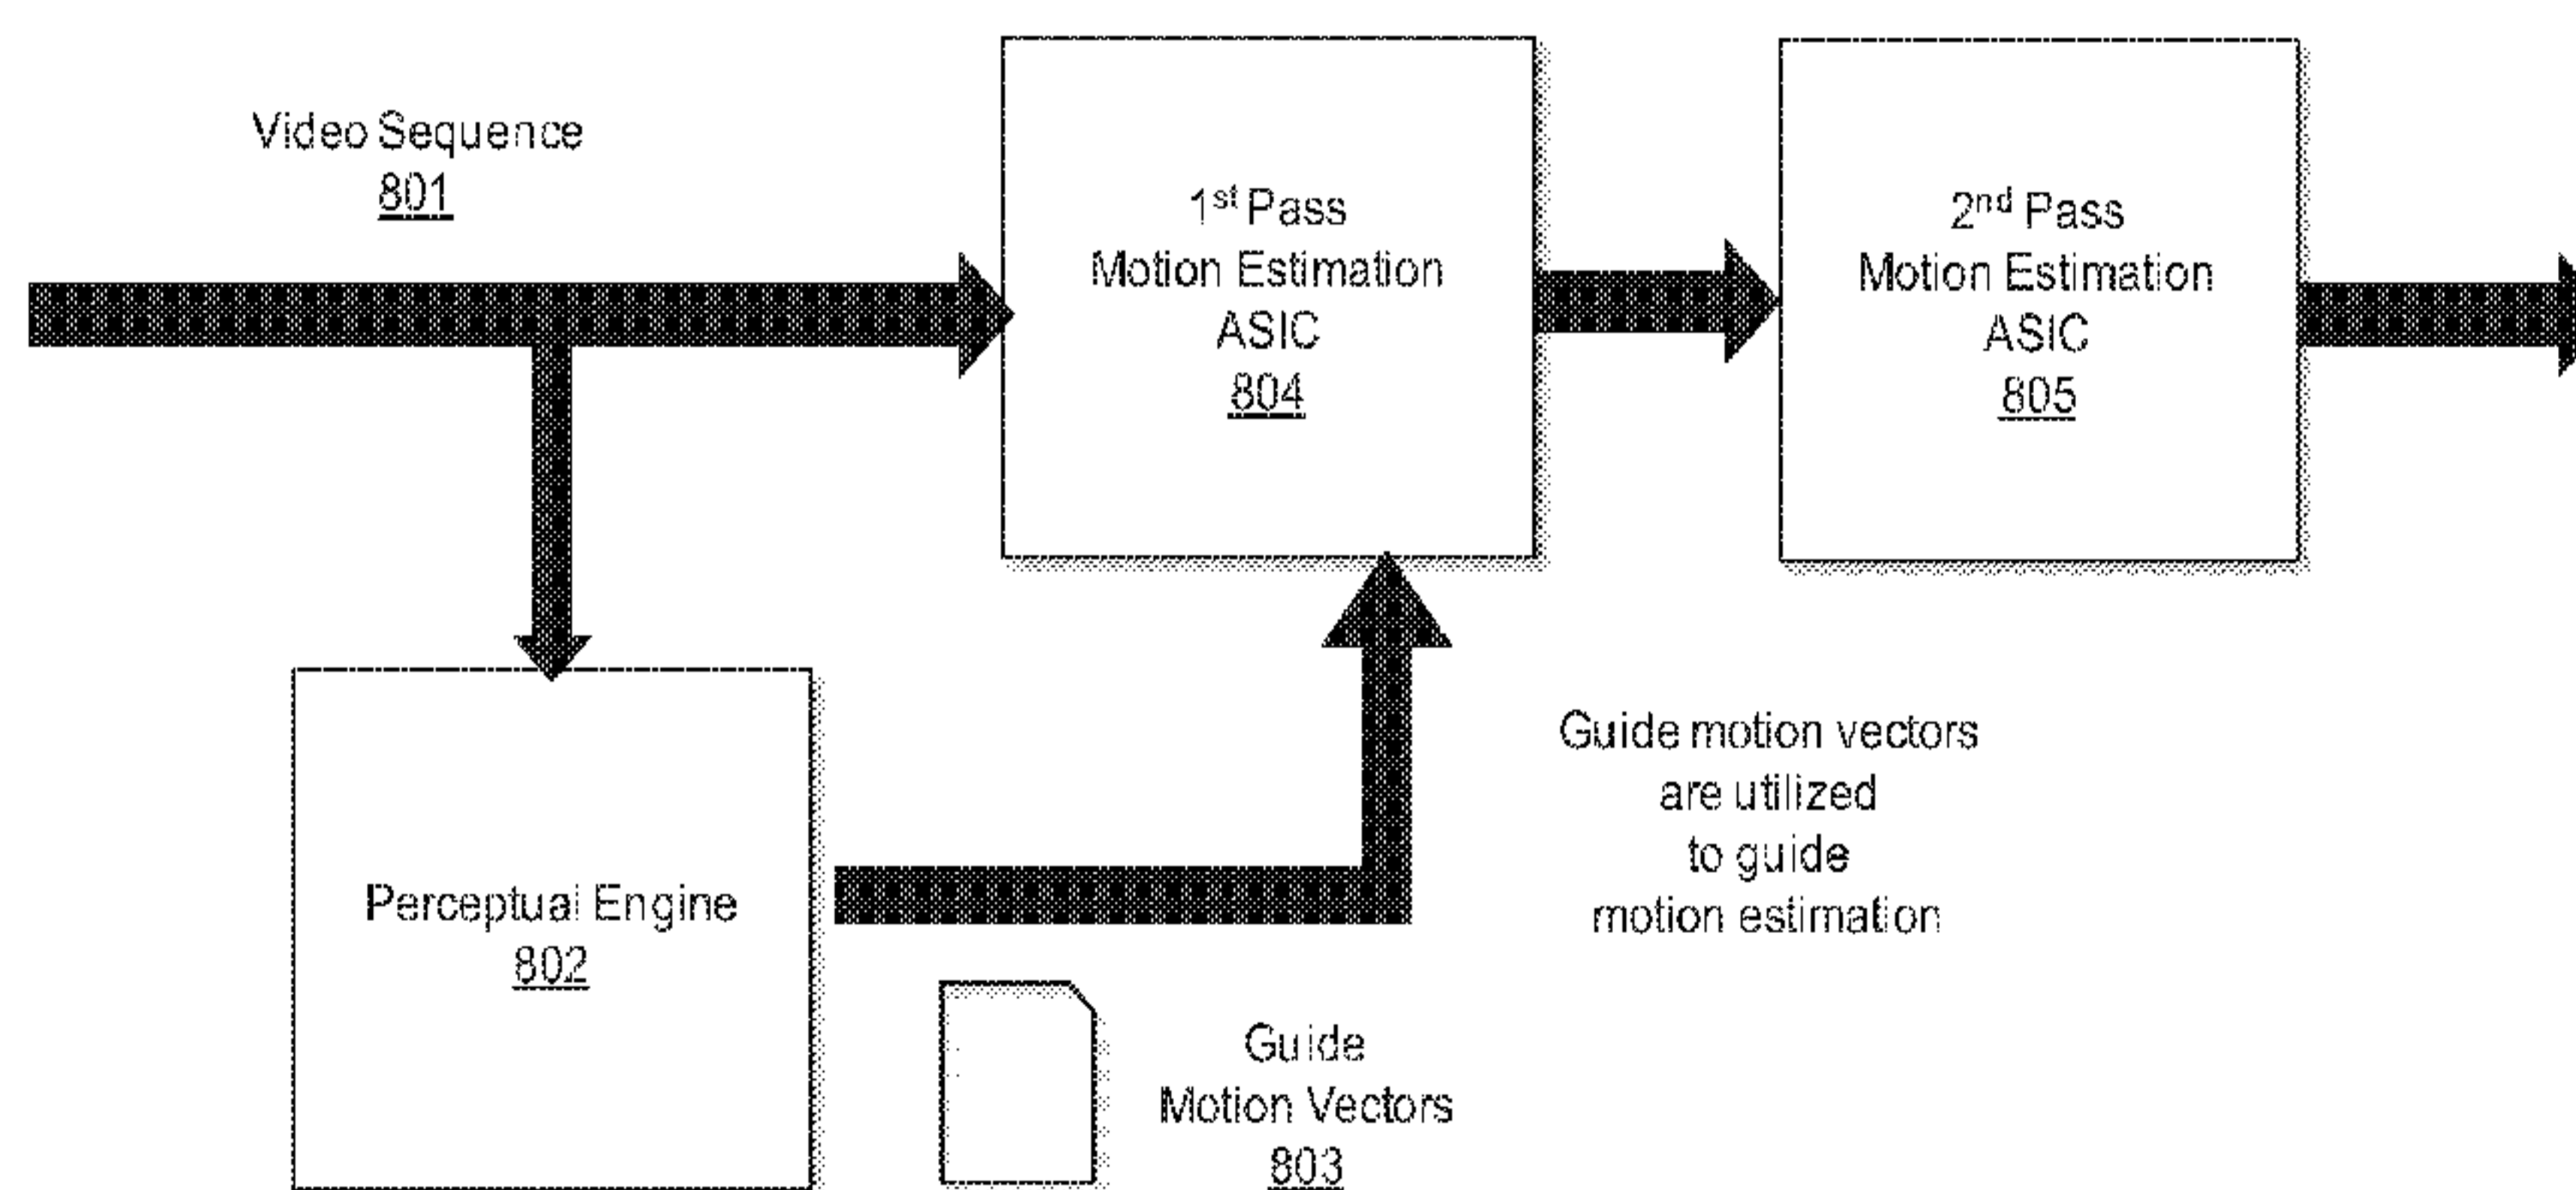 Video Sequence
801
1st Pass
Motion Estimation
ASIC
804
2nd Pass
Motion Estimation
ASIC
805
Perceptual Engine
802
Guide motion vectors
are utilized
to guide
motion estimation
Guide
Motion Vectors
803